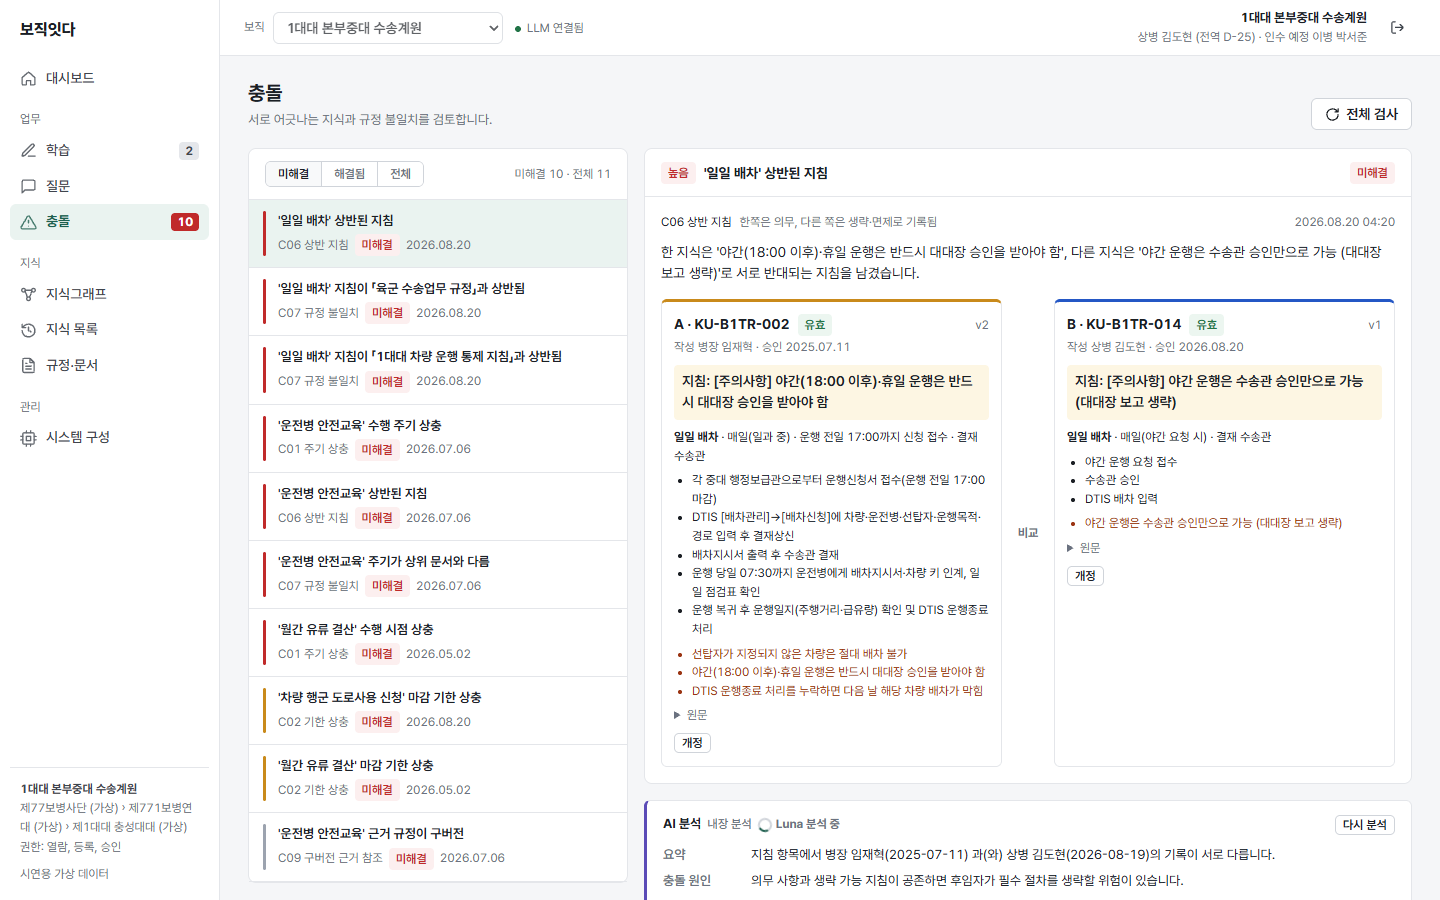 보직잇다
대시보드
업무
학습 2
질문
충돌 10
지식
지식그래프
지식 목록
규정·문서
관리
시스템 구성
1대대 본부중대 수송계원
제77보병사단 (가상) › 제771보병연
대 (가상) › 제1대대 충성대대 (가상)
권한: 열람, 등록, 승인
시연용 가상 데이터
보직 1대대 본부중대 수송계원 LLM 연결됨
1대대 본부중대 수송계원
상병 김도현 (전역 D-25) · 인수 예정 이병 박서준
충돌
서로 어긋나는 지식과 규정 불일치를 검토합니다.
전체 검사
미해결 해결됨 전체 미해결 10 · 전체 11
'일일 배차' 상반된 지침
C06 상반 지침 미해결 2026.08.20
'일일 배차' 지침이 「육군 수송업무 규정」과 상반됨
C07 규정 불일치 미해결 2026.08.20
'일일 배차' 지침이 「1대대 차량 운행 통제 지침」과 상반됨
C07 규정 불일치 미해결 2026.08.20
'운전병 안전교육' 수행 주기 상충
C01 주기 상충 미해결 2026.07.06
'운전병 안전교육' 상반된 지침
C06 상반 지침 미해결 2026.07.06
'운전병 안전교육' 주기가 상위 문서와 다름
C07 규정 불일치 미해결 2026.07.06
'월간 유류 결산' 수행 시점 상충
C01 주기 상충 미해결 2026.05.02
'차량 행군 도로사용 신청' 마감 기한 상충
C02 기한 상충 미해결 2026.08.20
'월간 유류 결산' 마감 기한 상충
C02 기한 상충 미해결 2026.05.02
'운전병 안전교육' 근거 규정이 구버전
C09 구버전 근거 참조 미해결 2026.07.06
높음 '일일 배차' 상반된 지침 미해결
C06 상반 지침 한쪽은 의무, 다른 쪽은 생략·면제로 기록됨 2026.08.20 04:20
한 지식은 '야간(18:00 이후)·휴일 운행은 반드시 대대장 승인을 받아야 함', 다른 지식은 '야간 운행은 수송관 승인만으로 가능 (대대장
보고 생략)'로 서로 반대되는 지침을 남겼습니다.
A · KU-B1TR-002 유효 v2
작성 병장 임재혁 · 승인 2025.07.11
지침: [주의사항] 야간(18:00 이후)·휴일 운행은 반드
시 대대장 승인을 받아야 함
일일 배차 · 매일(일과 중) · 운행 전일 17:00까지 신청 접수 · 결재
수송관
각 중대 행정보급관으로부터 운행신청서 접수(운행 전일 17:00
마감)
DTIS [배차관리]→[배차신청]에 차량·운전병·선탑자·운행목적·
경로 입력 후 결재상신
배차지시서 출력 후 수송관 결재
운행 당일 07:30까지 운전병에게 배차지시서·차량 키 인계, 일
일 점검표 확인
운행 복귀 후 운행일지(주행거리·급유량) 확인 및 DTIS 운행종료
처리
선탑자가 지정되지 않은 차량은 절대 배차 불가
야간(18:00 이후)·휴일 운행은 반드시 대대장 승인을 받아야 함
DTIS 운행종료 처리를 누락하면 다음 날 해당 차량 배차가 막힘
원문
개정
비교
B · KU-B1TR-014 유효 v1
작성 상병 김도현 · 승인 2026.08.20
지침: [주의사항] 야간 운행은 수송관 승인만으로 가능
(대대장 보고 생략)
일일 배차 · 매일(야간 요청 시) · 결재 수송관
야간 운행 요청 접수
수송관 승인
DTIS 배차 입력
야간 운행은 수송관 승인만으로 가능 (대대장 보고 생략)
원문
개정
AI 분석 내장 분석 Luna 분석 중 다시 분석
요약 지침 항목에서 병장 임재혁(2025-07-11) 과(와) 상병 김도현(2026-08-19)의 기록이 서로 다릅니다.
충돌 원인 의무 사항과 생략 가능 지침이 공존하면 후임자가 필수 절차를 생략할 위험이 있습니다.